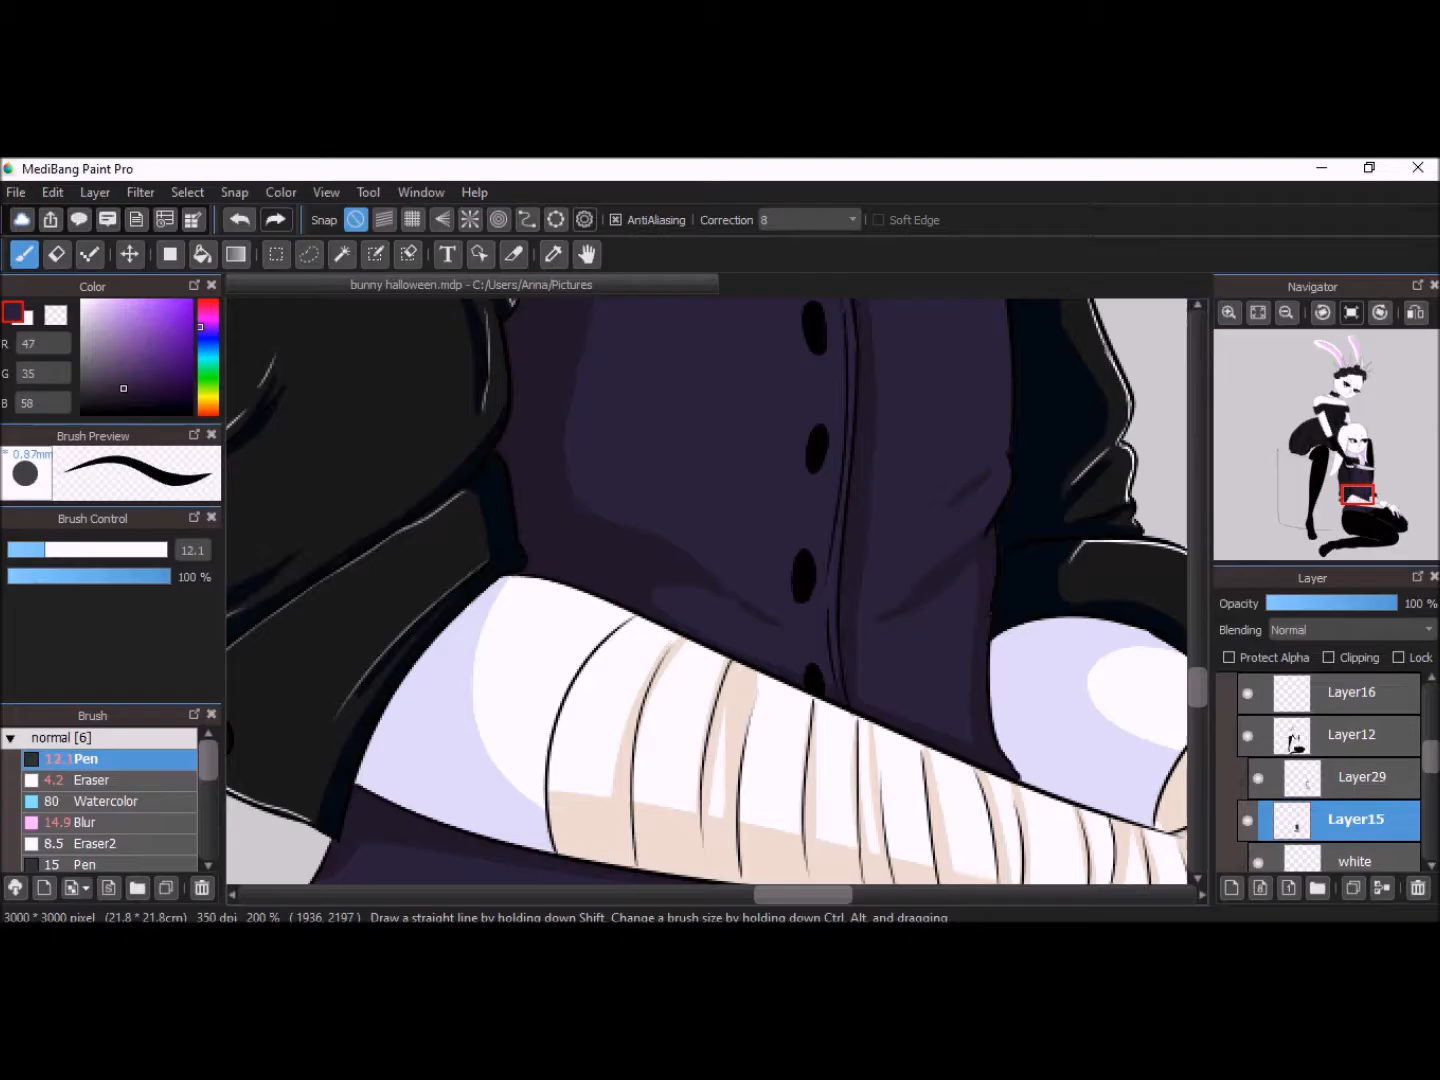 MediBang Paint Pro
File Edit Layer Filter Select Snap Color View Tool Window Help
Snap AntiAliasing Correction 8 Soft Edge
T
Color
bunny halloween.mdp - C:/Users/Anna/Pictures
Navigator
R 47
G 35
B 58
Brush Preview
* 0.87mm
Brush Control
12.1
100 %
Layer
Opacity 100 %
Blending Normal
Protect Alpha Clipping Lock
Layer16
Layer12
Layer29
Layer15
white
Brush
normal [6]
12.1 Pen
4.2 Eraser
80 Watercolor
14.9 Blur
8.5 Eraser2
15 Pen
3000 * 3000 pixel (21.8 * 21.8cm) 350 dpi 200 % ( 1936, 2197 ) Draw a straight line by holding down Shift, Change a brush size by holding down Ctrl, Alt, and dragging